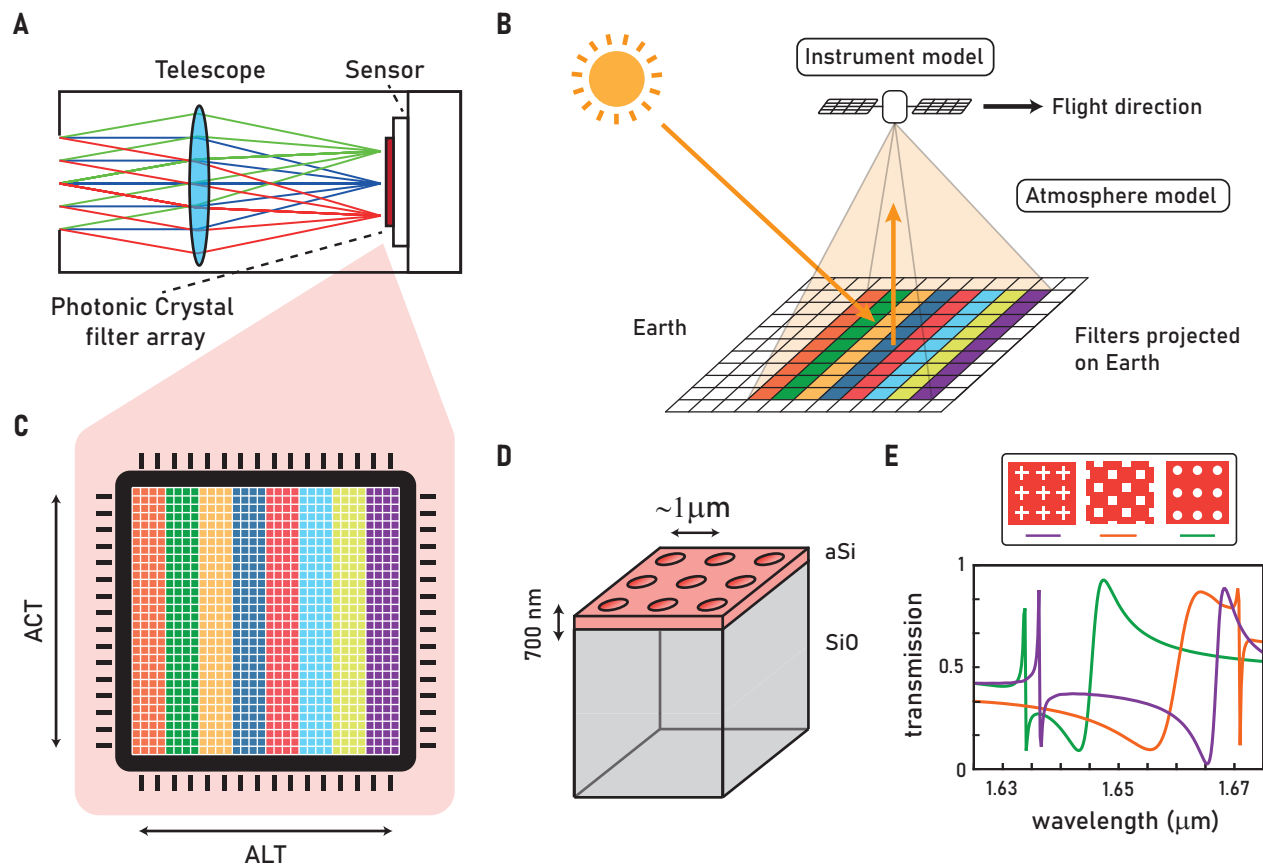 A
Telescope
Sensor
Photonic Crystal
filter array
B
Instrument model
Flight direction
Atmosphere model
Earth
Filters projected
on Earth
C
ACT
ALT
D
~1μm
aSi
700 nm
SiO
E
1
0.5
1
transmission
1.63
1.65
1.67
wavelength (μm)